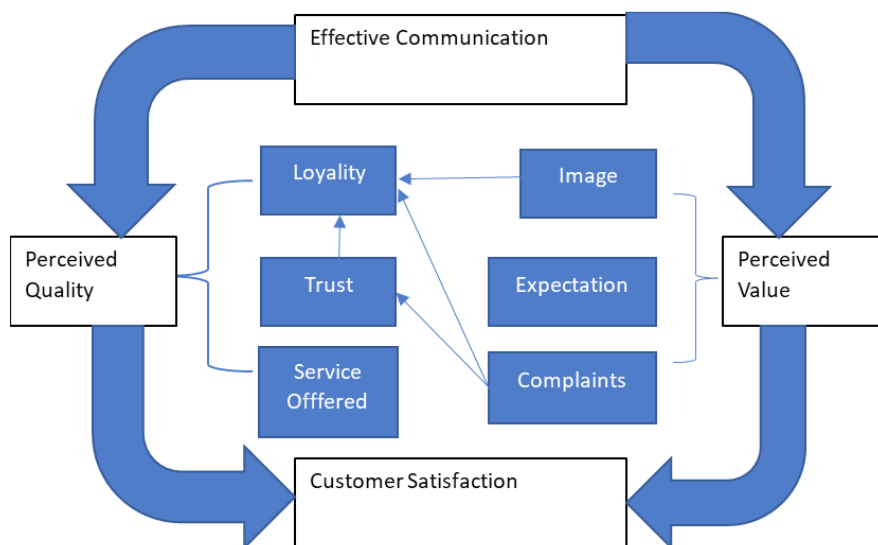 Effective Communication
Loyality
Image
Perceived
Quality
Trust
Expectation
Perceived
Value
Service
Offfered
Complaints
Customer Satisfaction